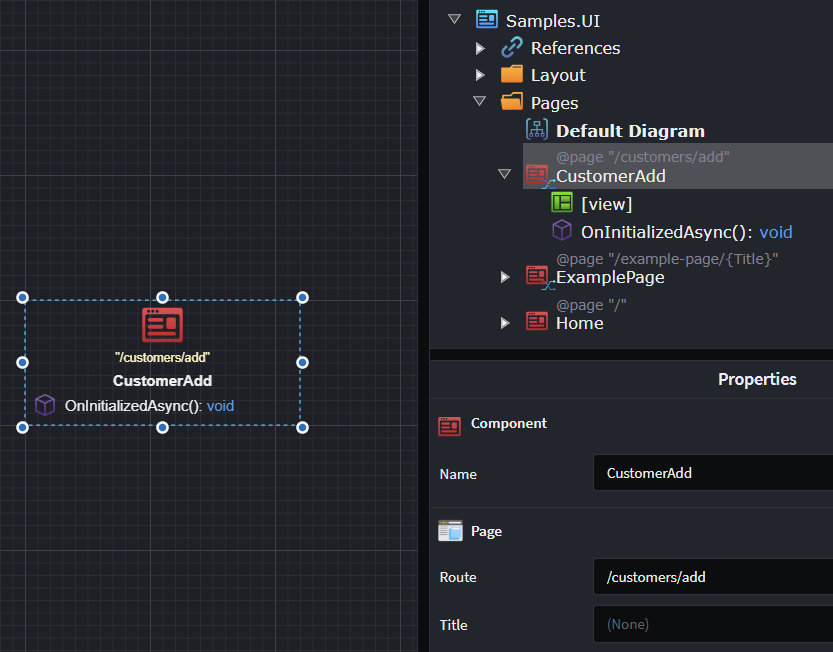 "/customers/add"
CustomerAdd
OnInitializedAsync(): void
Samples.UI
References
Layout
Pages
Default Diagram
@page "/customers/add"
CustomerAdd
[view]
OnInitializedAsync(): void
@page "/example-page/{Title}"
ExamplePage
@page "/"
Home
Properties
Component
Name CustomerAdd
Page
Route /customers/add
Title (None)